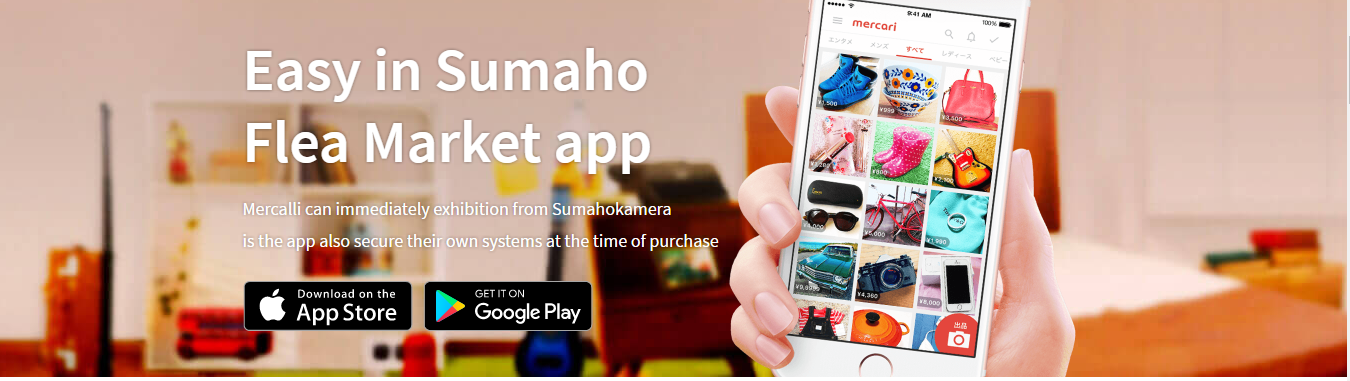 Easy in Sumaho
Flea Market app
Mercalli can immediately exhibition from Sumahokamera
is the app also secure their own systems at the time of purchase
Download on the
App Store
GET IT ON
Google Play
9:41 AM
100%
mercari
エンタメ メンズ すべて レディース ベビー
¥1,500 ¥999 ¥3,500
¥800 ¥2,100
¥5,000 ¥1,990
¥4,360 ¥8,000
出品